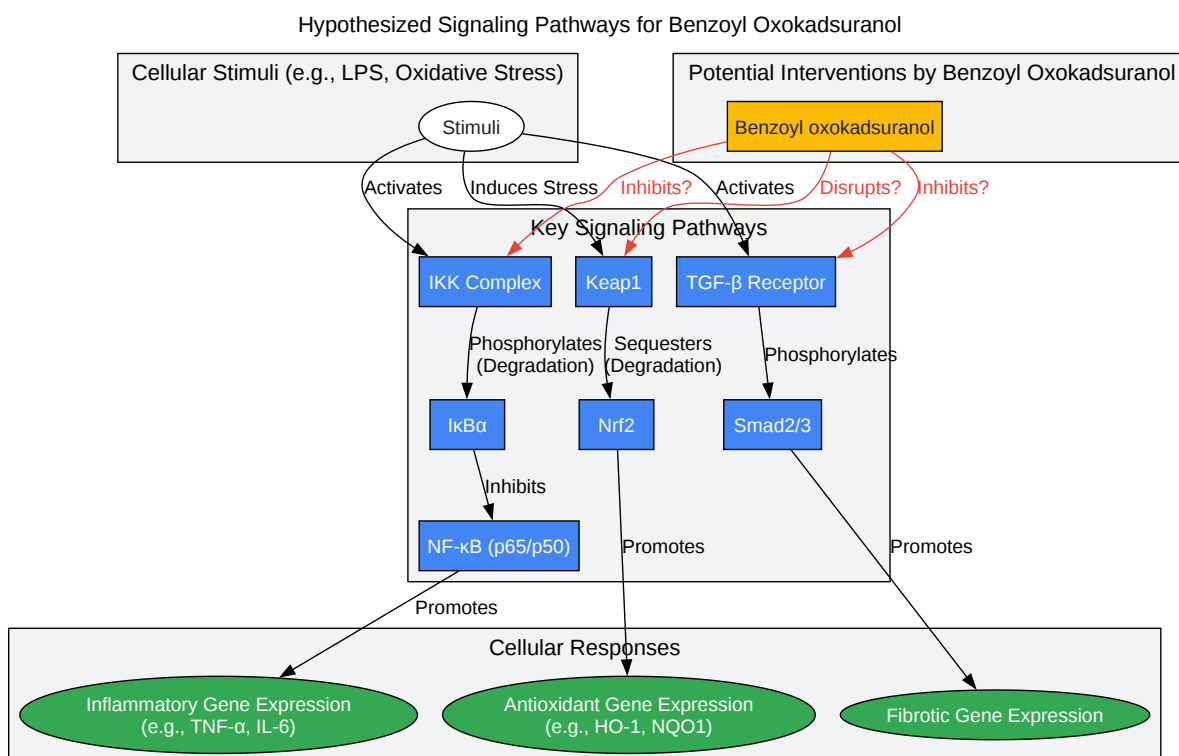 Hypothesized Signaling Pathways for Benzoyl Oxokadsuranol
Cellular Stimuli (e.g., LPS, Oxidative Stress)
Potential Interventions by Benzoyl Oxokadsuranol
Stimuli
Benzoyl oxokadsuranol
Activates
Induces Stress
Inhibits?
Activates
Disrupts?
Inhibits?
Key Signaling Pathways
IKK Complex
Keap1
TGF-β Receptor
Phosphorylates
(Degradation)
Sequesters
(Degradation)
Phosphorylates
IκBα
Nrf2
Smad2/3
Inhibits
NF-κB (p65/p50)
Promotes
Promotes
Promotes
Cellular Responses
Inflammatory Gene Expression
(e.g., TNF-α, IL-6)
Antioxidant Gene Expression
(e.g., HO-1, NQO1)
Fibrotic Gene Expression